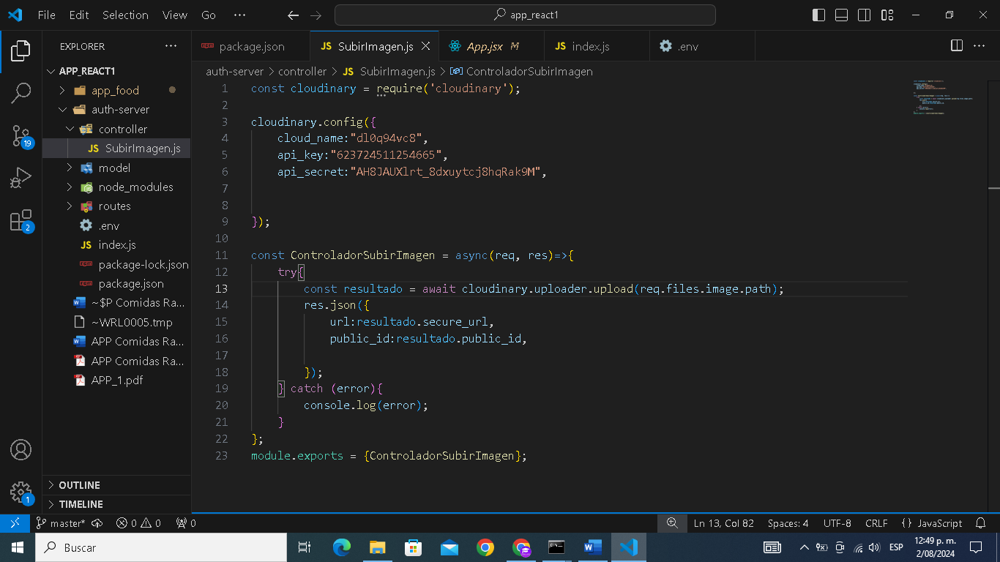 File Edit Selection View Go ··· app_react1
EXPLORER ···
APP_REACT1
app_food
auth-server
controller
JS SubirImagen.js
model
node_modules
routes
.env
JS index.js
package-lock.json
package.json
~$P Comidas Ra...
~WRL0005.tmp
APP Comidas Ra...
APP Comidas Ra...
APP_1.pdf
OUTLINE
TIMELINE
19
2
1
package.json JS SubirImagen.js App.jsx M JS index.js .env ···
auth-server > controller > JS SubirImagen.js > ControladorSubirImagen
1 const cloudinary = require('cloudinary');
2
3 cloudinary.config({
4 cloud_name:"dl0q94vc8",
5 api_key:"623724511254665",
6 api_secret:"AH8JAUXlrt_8dxuytcj8hqRak9M",
7
8
9 });
10
11 const ControladorSubirImagen = async(req, res)=>{
12 try{
13 const resultado = await cloudinary.uploader.upload(req.files.image.path);
14 res.json({
15 url:resultado.secure_url,
16 public_id:resultado.public_id,
17
18 });
19 } catch (error){
20 console.log(error);
21 }
22 };
23 module.exports = {ControladorSubirImagen};
master* 0 0 0 Ln 13, Col 82 Spaces: 4 UTF-8 CRLF {} JavaScript
Buscar ESP 12:49 p. m.
2/08/2024